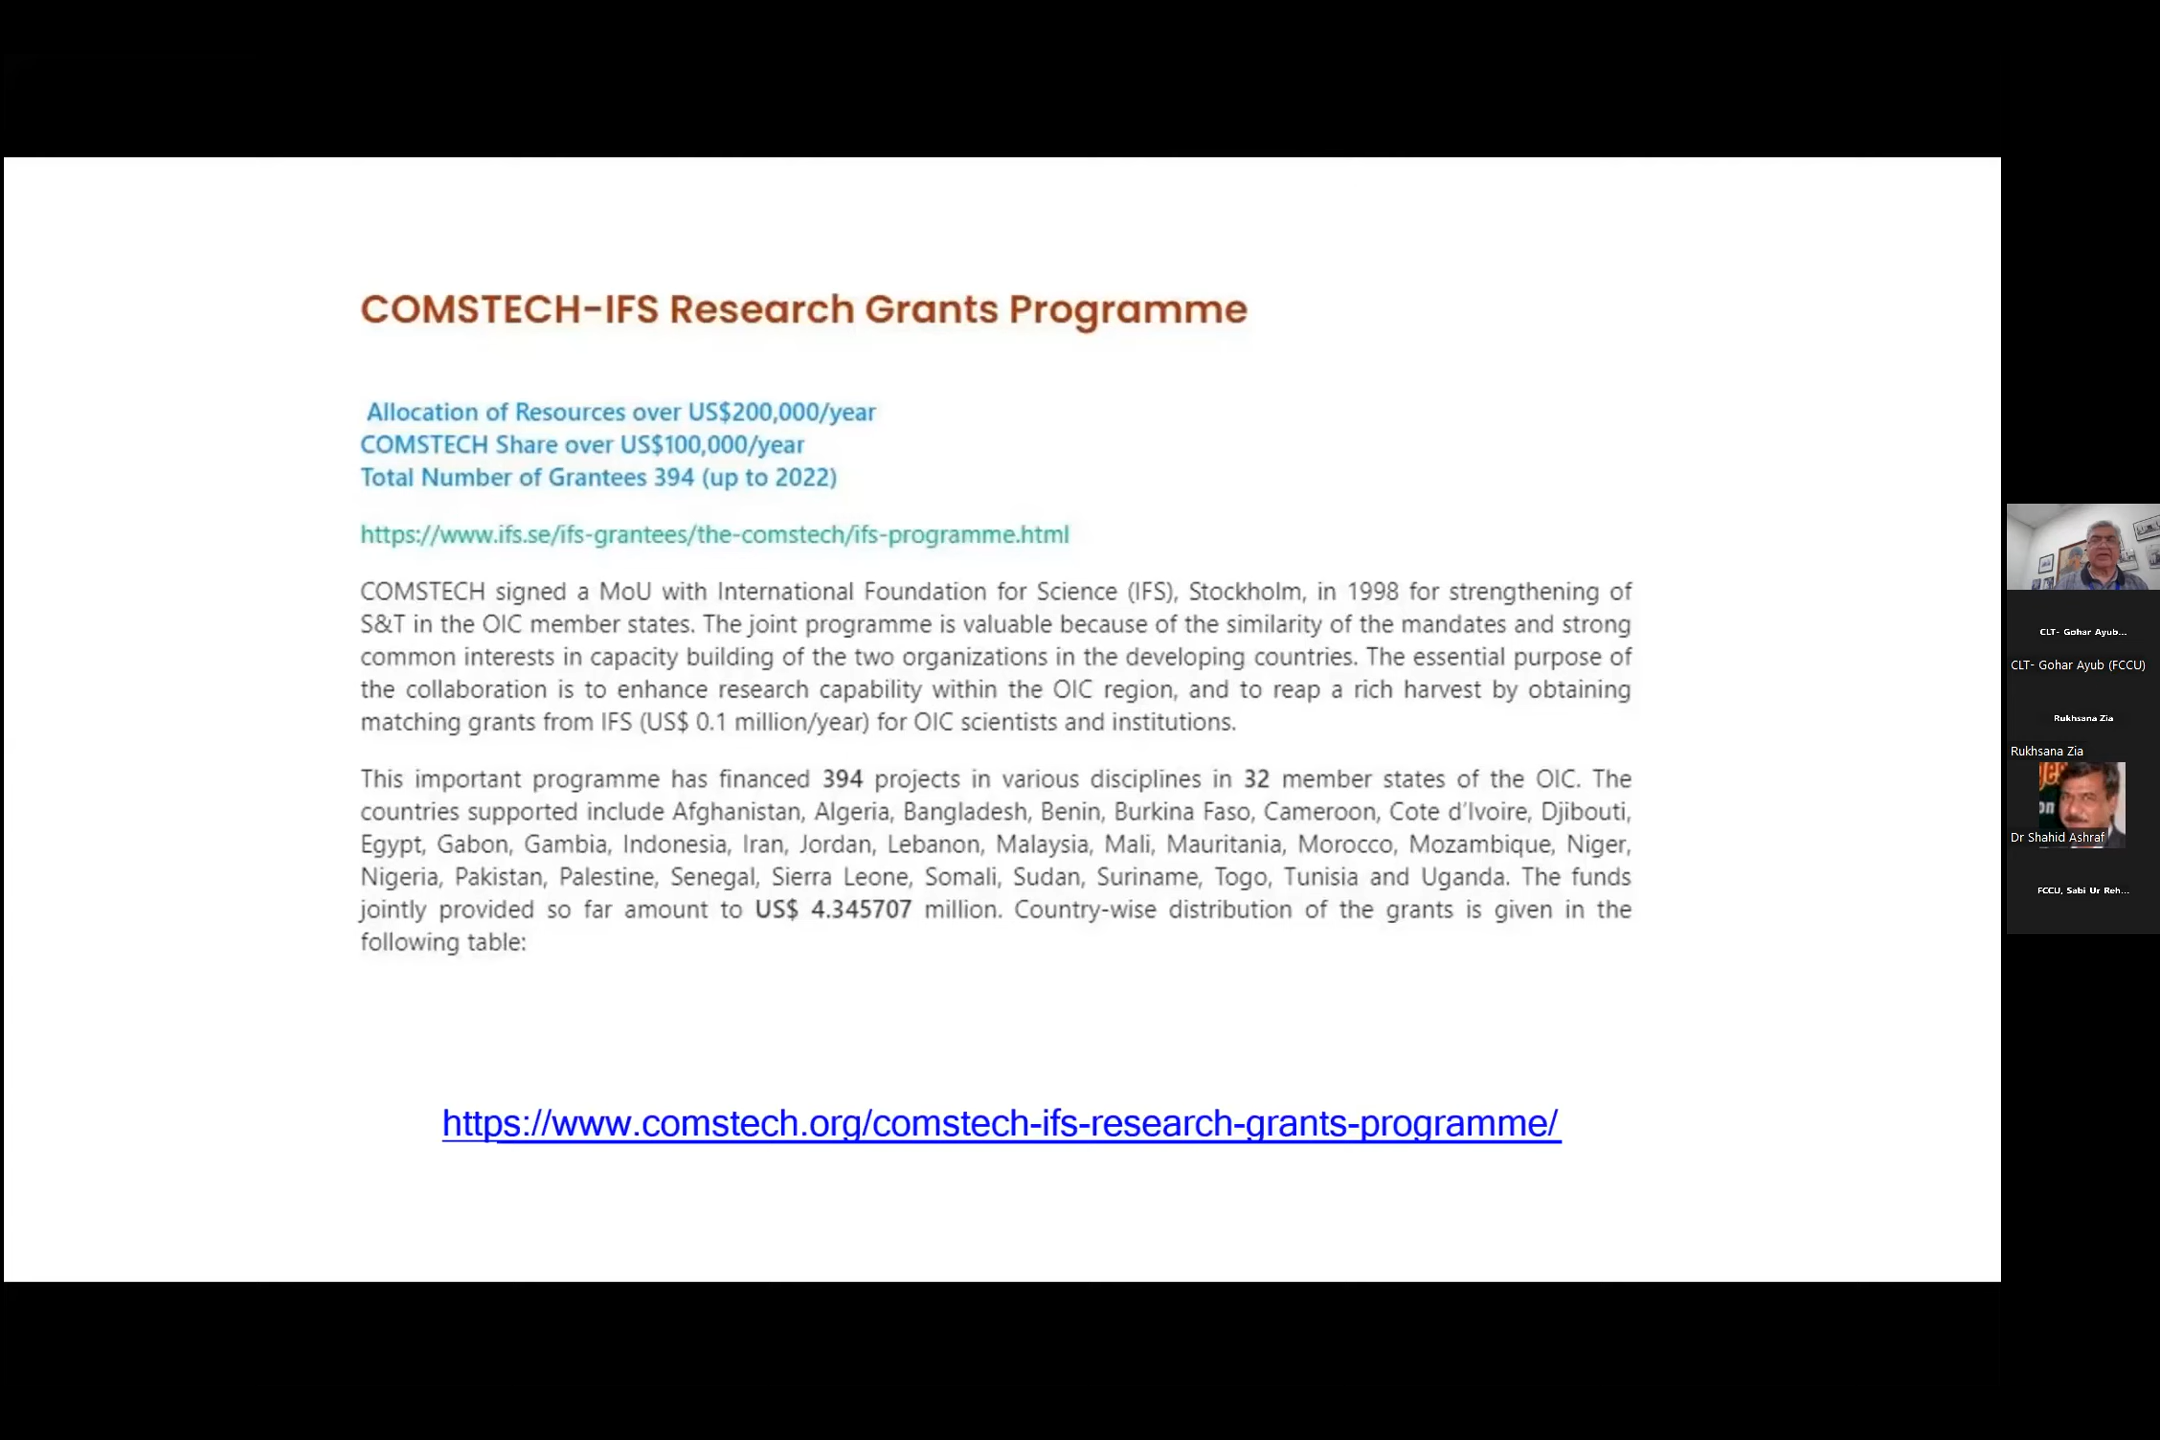 COMSTECH-IFS Research Grants Programme
Allocation of Resources over US$200,000/year
COMSTECH Share over US$100,000/year
Total Number of Grantees 394 (up to 2022)
https://www.ifs.se/ifs-grantees/the-comstech/ifs-programme.html
COMSTECH signed a MoU with International Foundation for Science (IFS), Stockholm, in 1998 for strengthening of
S&T in the OIC member states. The joint programme is valuable because of the similarity of the mandates and strong
common interests in capacity building of the two organizations in the developing countries. The essential purpose of
the collaboration is to enhance research capability within the OIC region, and to reap a rich harvest by obtaining
matching grants from IFS (US$ 0.1 million/year) for OIC scientists and institutions.
This important programme has financed 394 projects in various disciplines in 32 member states of the OIC. The
countries supported include Afghanistan, Algeria, Bangladesh, Benin, Burkina Faso, Cameroon, Cote d’Ivoire, Djibouti,
Egypt, Gabon, Gambia, Indonesia, Iran, Jordan, Lebanon, Malaysia, Mali, Mauritania, Morocco, Mozambique, Niger,
Nigeria, Pakistan, Palestine, Senegal, Sierra Leone, Somali, Sudan, Suriname, Togo, Tunisia and Uganda. The funds
jointly provided so far amount to US$ 4.345707 million. Country-wise distribution of the grants is given in the
following table:
https://www.comstech.org/comstech-ifs-research-grants-programme/
CLT- Gohar Ayub...
CLT- Gohar Ayub (FCCU)
Rukhsana Zia
Rukhsana Zia
Dr Shahid Ashraf
FCCU, Sabi Ur Reh...